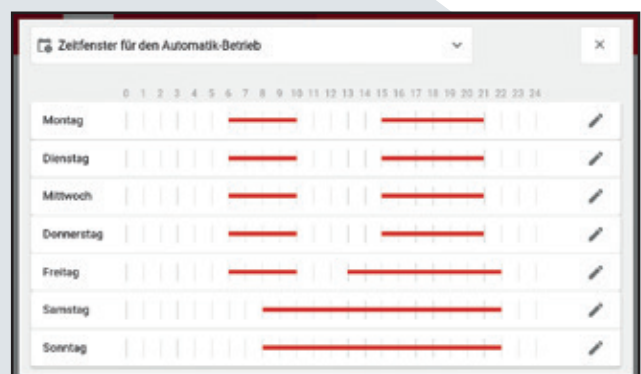 Zeitfenster für den Automatik-Betrieb
0 1 2 3 4 5 6 7 8 9 10 11 12 13 14 15 16 17 18 19 20 21 22 23 24
Montag
Dienstag
Mittwoch
Donnerstag
Freitag
Samstag
Sonntag